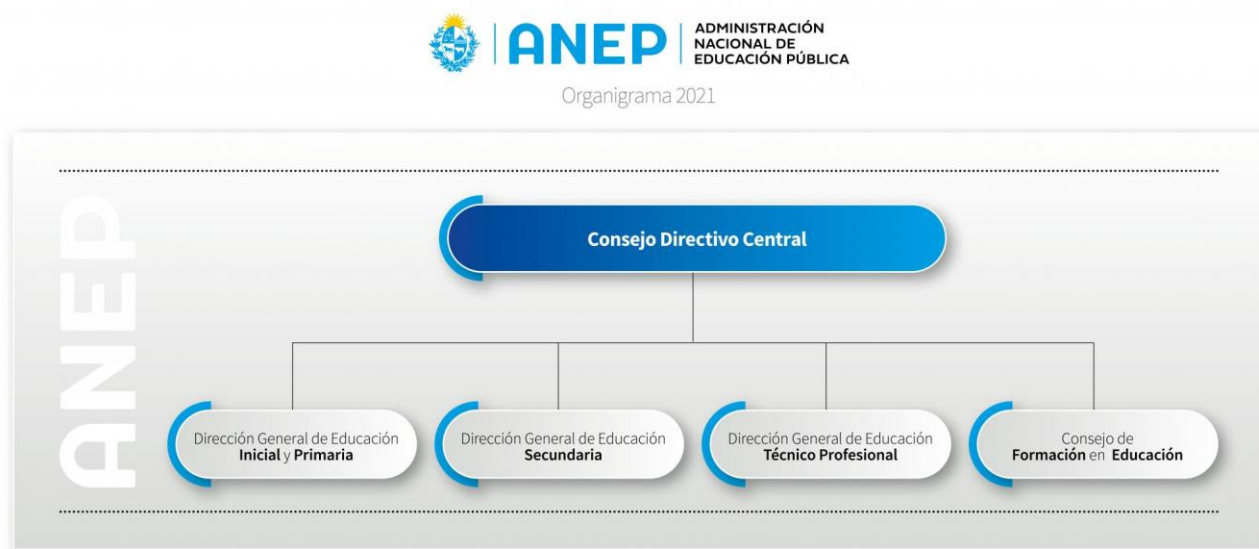 ANEP
ADMINISTRACIÓN
NACIONAL DE
EDUCACIÓN PÚBLICA
Organigrama 2021
ANEP
Consejo Directivo Central
Dirección General de Educación
Inicial y Primaria
Dirección General de Educación
Secundaria
Dirección General de Educación
Técnico Profesional
Consejo de
Formación en Educación